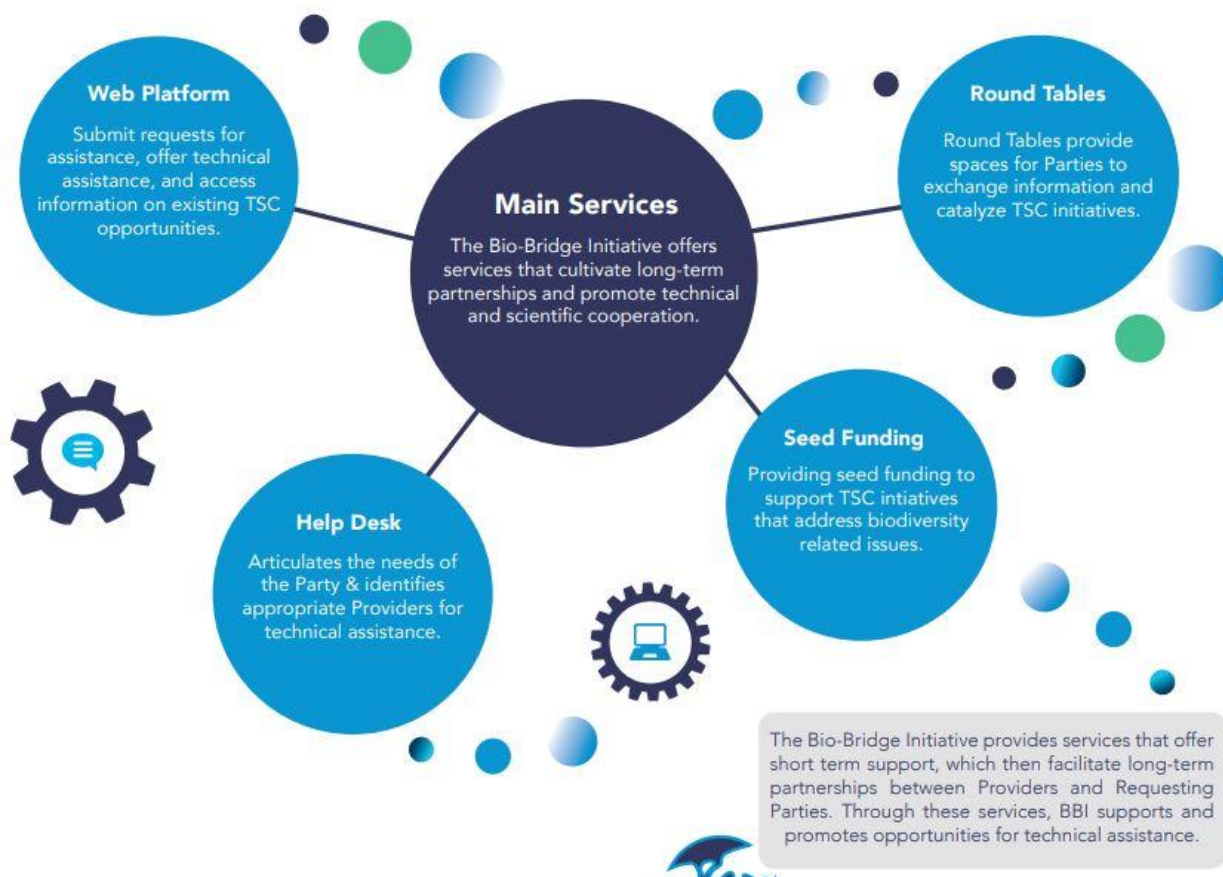 Web Platform
Submit requests for
assistance, offer technical
assistance, and access
information on existing TSC
opportunities.
Main Services
The Bio-Bridge Initiative offers
services that cultivate long-term
partnerships and promote technical
and scientific cooperation.
Round Tables
Round Tables provide
spaces for Parties to
exchange information and
catalyze TSC initiatives.
Help Desk
Articulates the needs of
the Party & identifies
appropriate Providers for
technical assistance.
Seed Funding
Providing seed funding to
support TSC intiatives
that address biodiversity
related issues.
The Bio-Bridge Initiative provides services that offer
short term support, which then facilitate long-term
partnerships between Providers and Requesting
Parties. Through these services, BBI supports and
promotes opportunities for technical assistance.